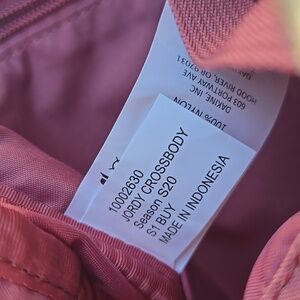 10002630
JORDY CROSSBODY
Season S20
S1 BUY
MADE IN INDONESIA
100% NYLON
DAKINE, INC
603 PORTWAY AVE
HOOD RIVER, OR 97031